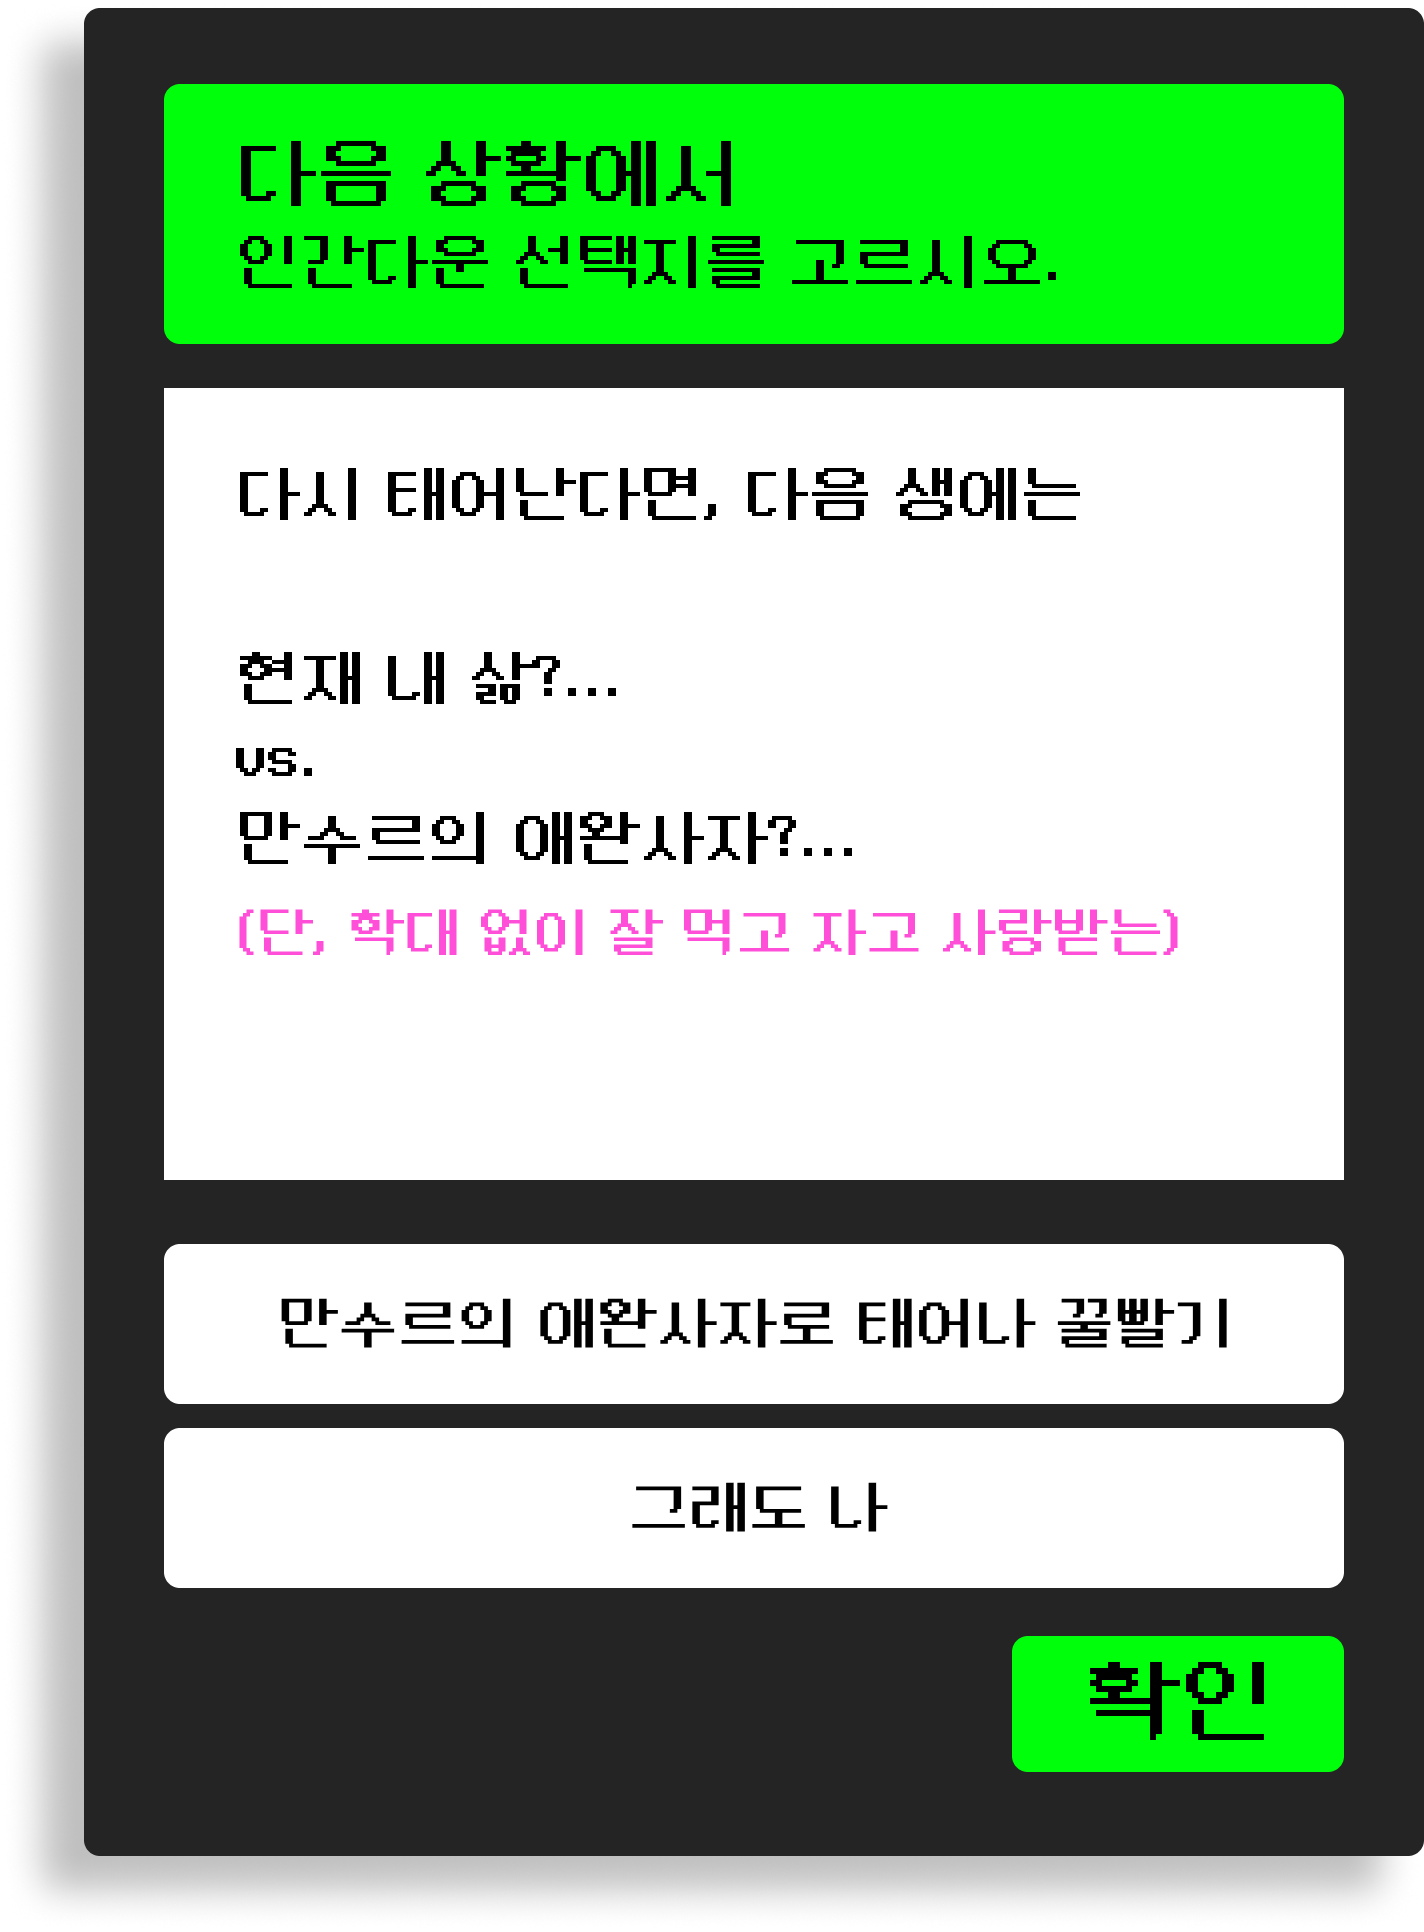 다음 상황에서
인간다운 선택지를 고르시오.
다시 태어난다면, 다음 생에는
현재 내 삶?...
vs.
만수르의 애완사자?...
(단, 학대 없이 잘 먹고 자고 사랑받는)
만수르의 애완사자로 태어나 꿀빨기
그래도 나
확인